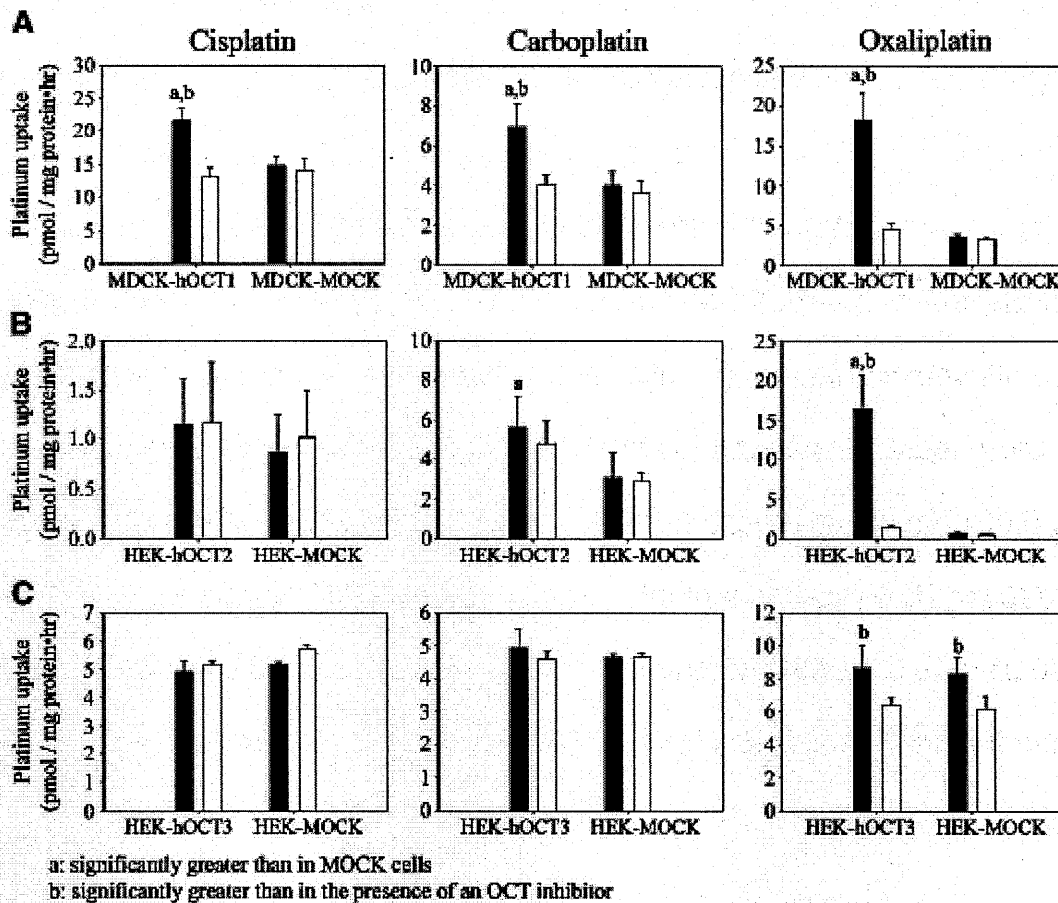 A
Cisplatin
Carboplatin
Oxaliplatin
Platinum uptake
(pmol / mg protein•hr)
30
25
20
15
10
5
0
a,b
MDCK-hOCT1
MDCK-MOCK
10
8
6
4
2
0
a,b
MDCK-hOCT1
MDCK-MOCK
25
20
15
10
5
0
a,b
MDCK-hOCT1
MDCK-MOCK
B
Platinum uptake
(pmol / mg protein•hr)
2.0
1.5
1.0
0.5
0.0
HEK-hOCT2
HEK-MOCK
10
8
6
4
2
0
a
HEK-hOCT2
HEK-MOCK
25
20
15
10
5
0
a,b
HEK-hOCT2
HEK-MOCK
C
Platinum uptake
(pmol / mg protein•hr)
7
6
5
4
3
2
1
0
HEK-hOCT3
HEK-MOCK
6
5
4
3
2
1
0
HEK-hOCT3
HEK-MOCK
12
10
8
6
4
2
0
b
b
HEK-hOCT3
HEK-MOCK
a: significantly greater than in MOCK cells
b: significantly greater than in the presence of an OCT inhibitor